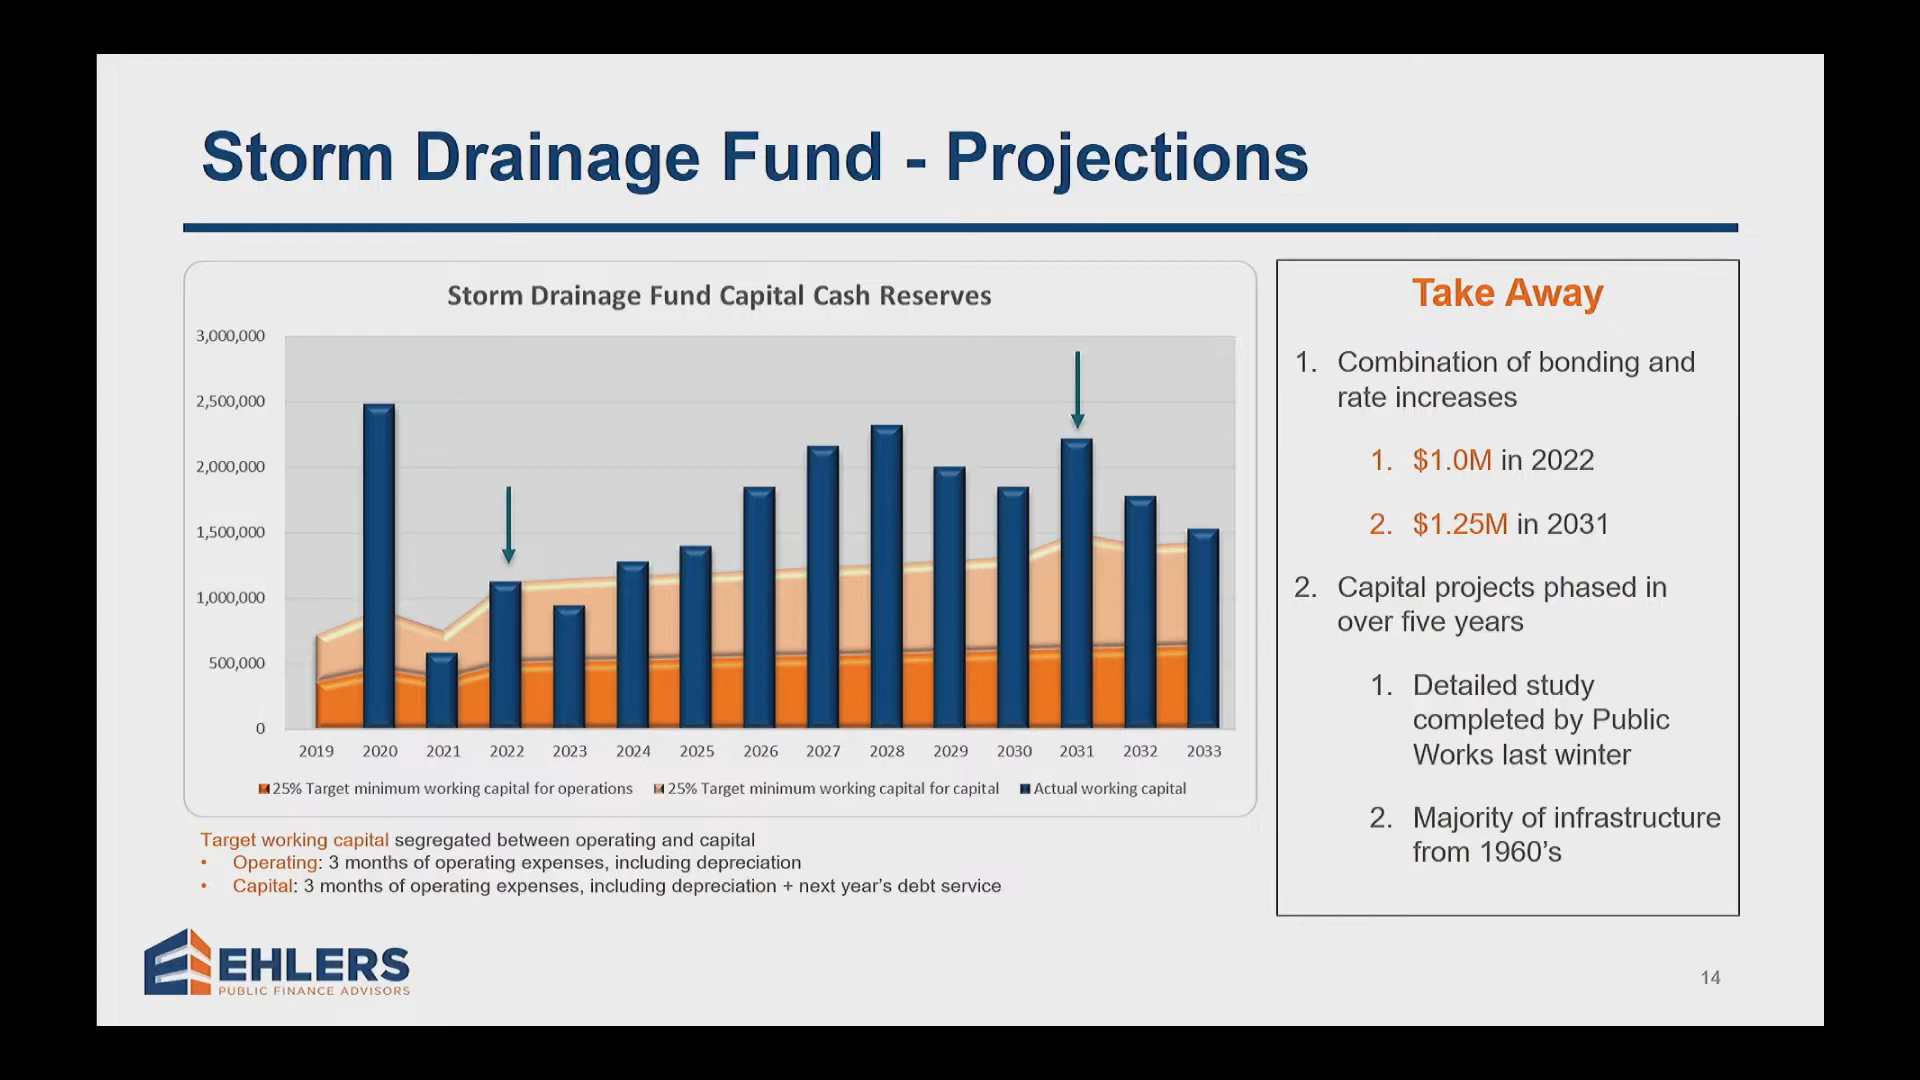 Storm Drainage Fund - Projections
Storm Drainage Fund Capital Cash Reserves
3,000,000
2,500,000
2,000,000
1,500,000
1,000,000
500,000
0
2019 2020 2021 2022 2023 2024 2025 2026 2027 2028 2029 2030 2031 2032 2033
25% Target minimum working capital for operations 25% Target minimum working capital for capital Actual working capital
Target working capital segregated between operating and capital
• Operating: 3 months of operating expenses, including depreciation
• Capital: 3 months of operating expenses, including depreciation + next year's debt service
Take Away
1. Combination of bonding and
rate increases
1. $1.0M in 2022
2. $1.25M in 2031
2. Capital projects phased in
over five years
1. Detailed study
completed by Public
Works last winter
2. Majority of infrastructure
from 1960's
EHLERS
PUBLIC FINANCE ADVISORS
14